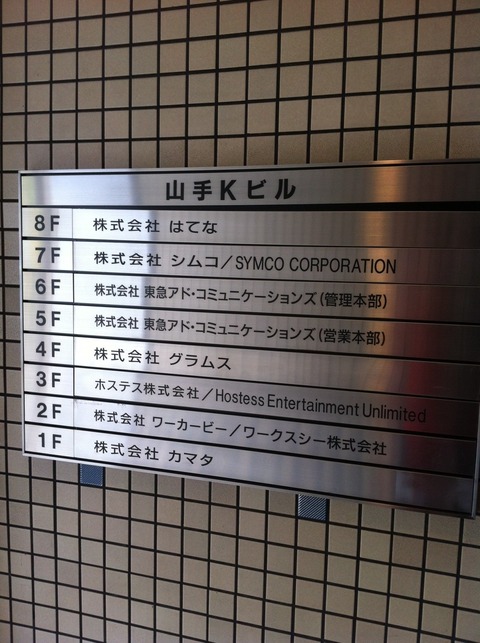 山手Kビル
8F 株式会社 はてな
7F 株式会社 シムコ/SYMCO CORPORATION
6F 株式会社 東急アド・コミュニケーションズ(管理本部)
5F 株式会社 東急アド・コミュニケーションズ(営業本部)
4F 株式会社 グラムス
3F ホステス株式会社/Hostess Entertainment Unlimited
2F 株式会社 ワーカービー/ワークスシー株式会社
1F 株式会社 カマタ